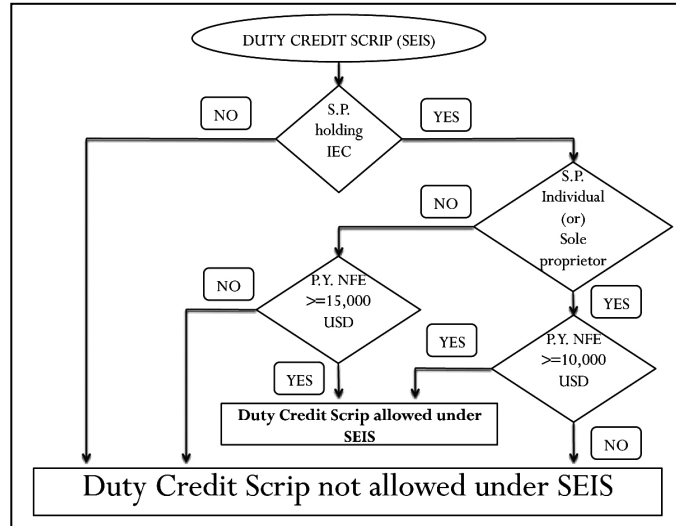 DUTY CREDIT SCRIP (SEIS)
NO
S.P.
holding
IEC
YES
S.P.
Individual
(or)
Sole
proprietor
NO
NO
P.Y. NFE
>=15,000
USD
YES
YES
P.Y. NFE
>=10,000
USD
YES
Duty Credit Scrip allowed under
SEIS
NO
Duty Credit Scrip not allowed under SEIS